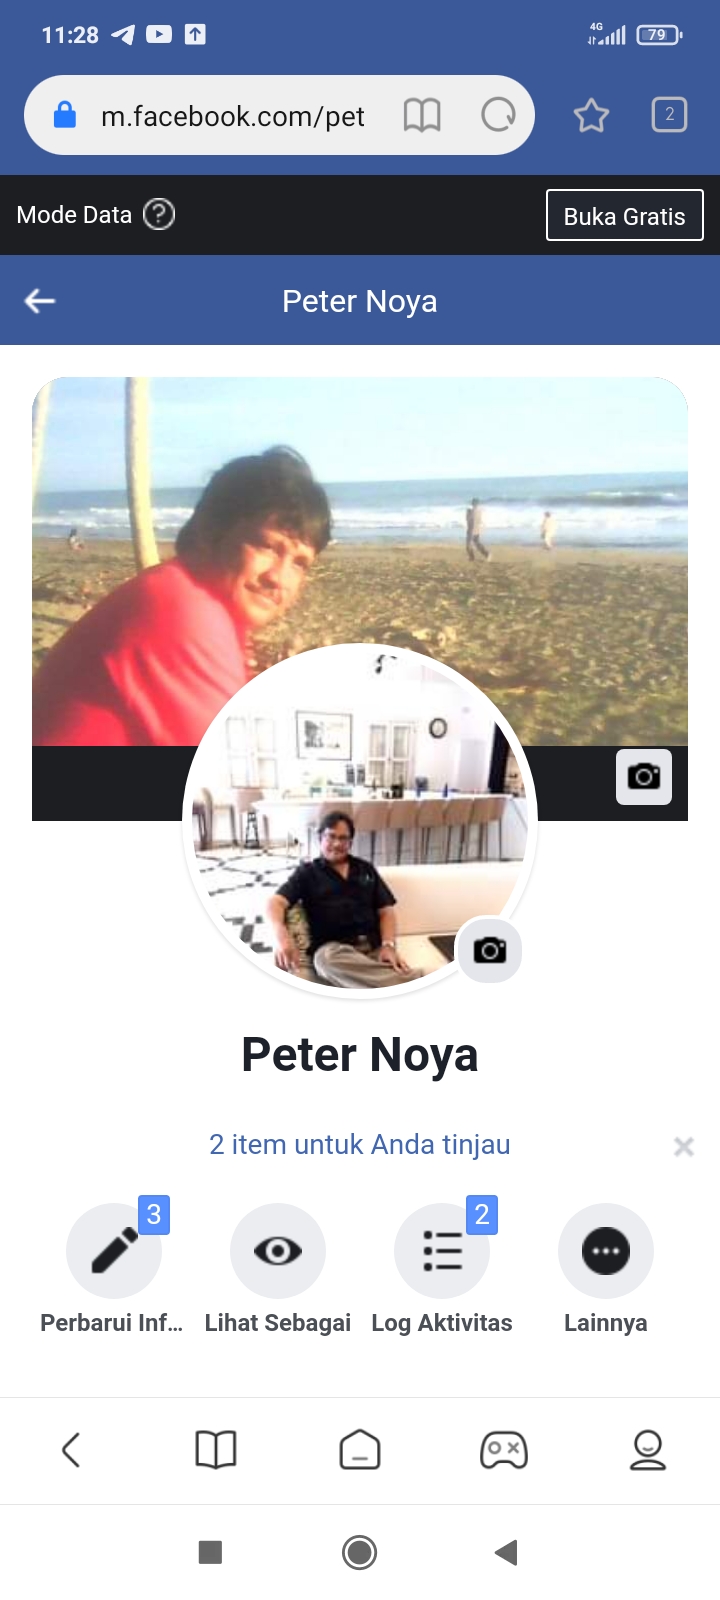 11:28
4G
79
m.facebook.com/pet
2
Mode Data ?
Buka Gratis
Peter Noya
Peter Noya
2 item untuk Anda tinjau
3
2
Perbarui Inf...
Lihat Sebagai
Log Aktivitas
Lainnya